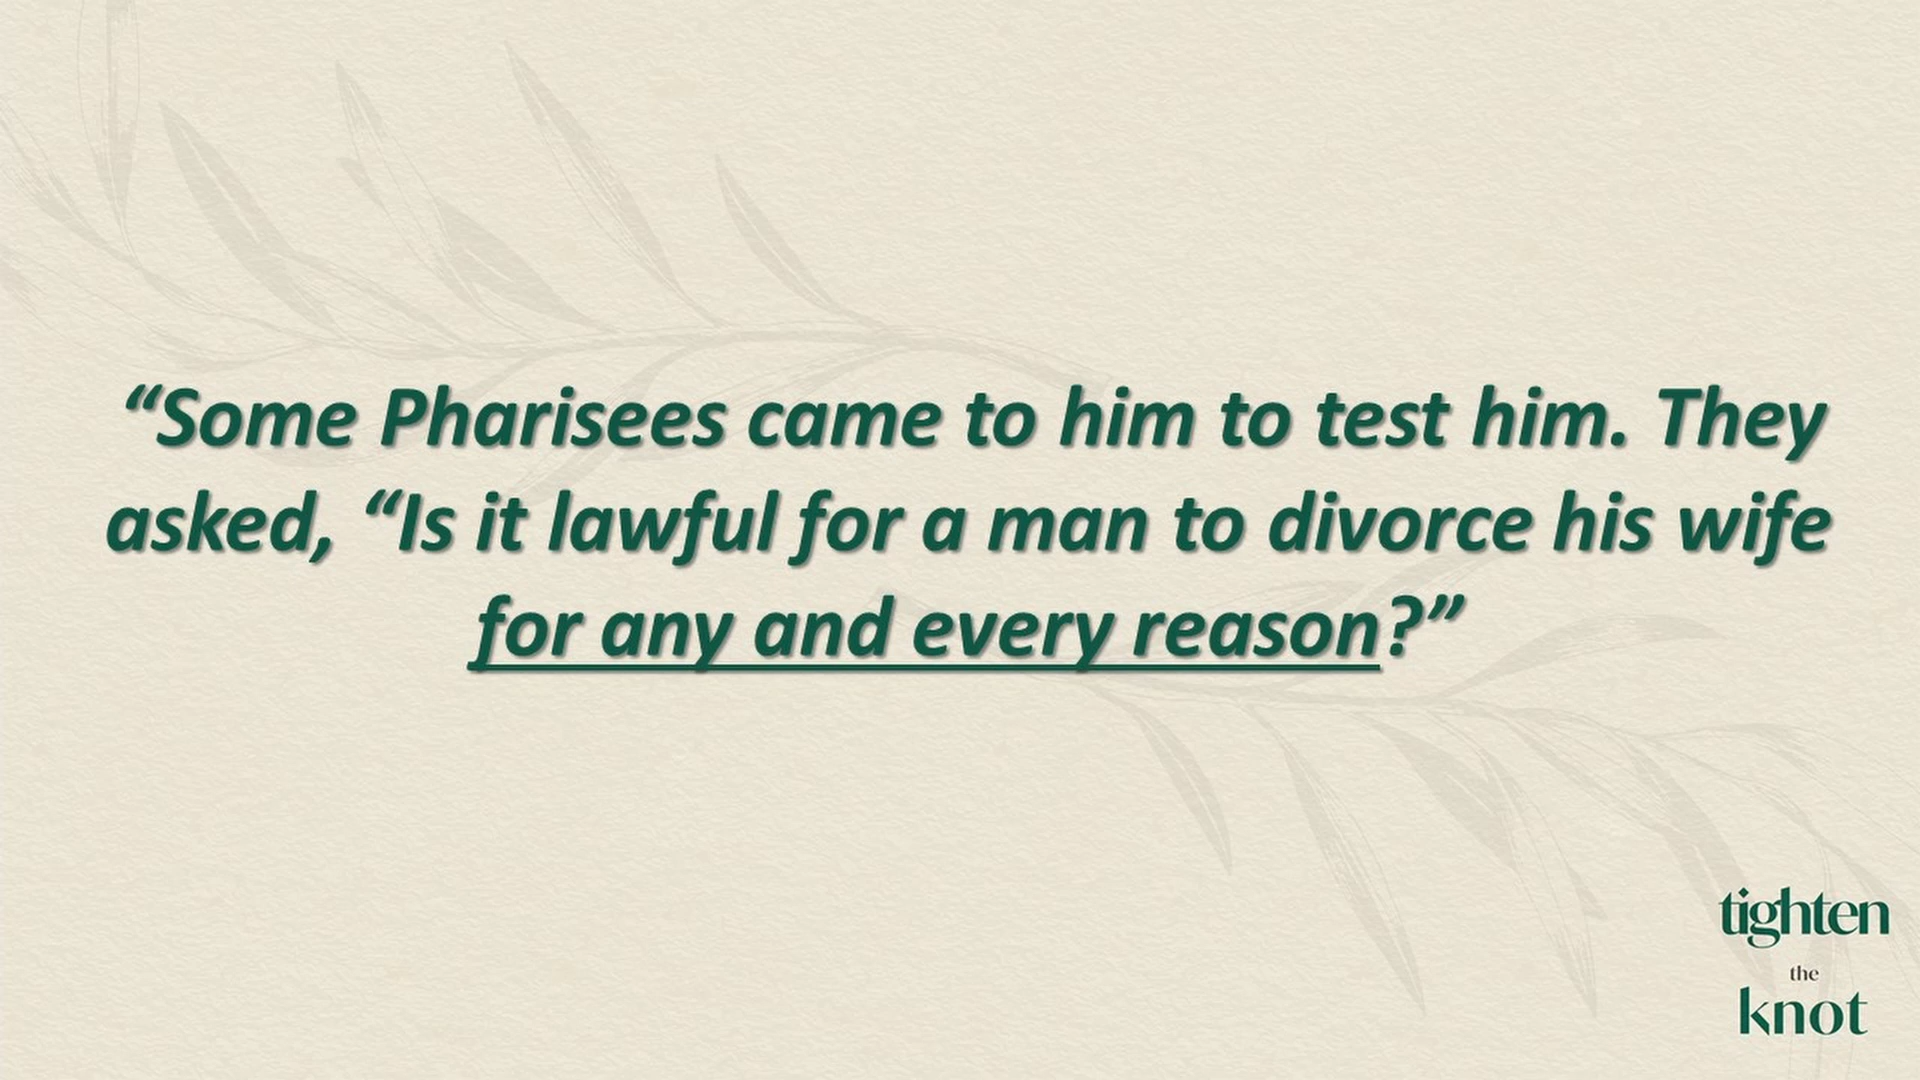 “Some Pharisees came to him to test him. They
asked, “Is it lawful for a man to divorce his wife
for any and every reason?”
tighten
the
knot